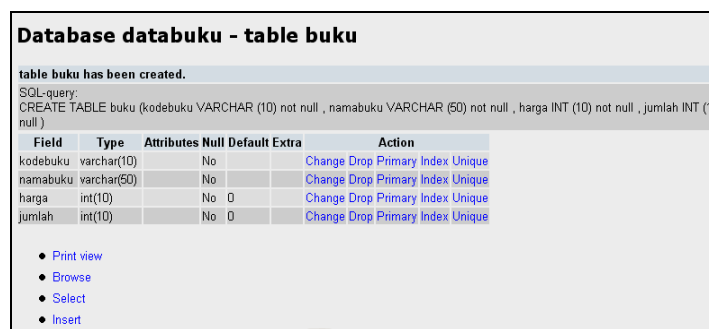 Database databuku - table buku
table buku has been created.
SQL-query:
CREATE TABLE buku (kodebuku VARCHAR (10) not null , namabuku VARCHAR (50) not null , harga INT (10) not null , jumlah INT (
null )
Field Type Attributes Null Default Extra Action
kodebuku varchar(10) No Change Drop Primary Index Unique
namabuku varchar(50) No Change Drop Primary Index Unique
harga int(10) No 0 Change Drop Primary Index Unique
jumlah int(10) No 0 Change Drop Primary Index Unique
Print view
Browse
Select
Insert